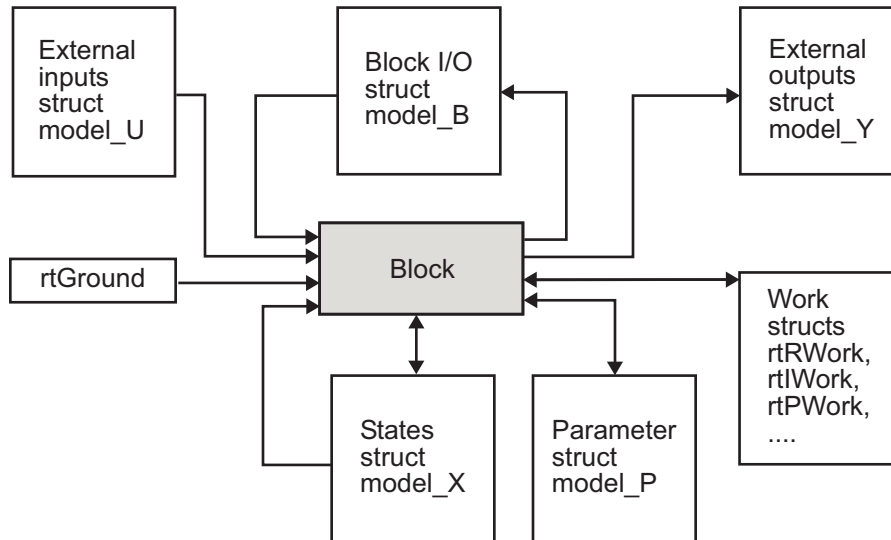 External
inputs
struct
model_U
Block I/O
struct
model_B
External
outputs
struct
model_Y
rtGround
Block
Work
structs
rtRWork,
rtIWork,
rtPWork,
....
States
struct
model_X
Parameter
struct
model_P